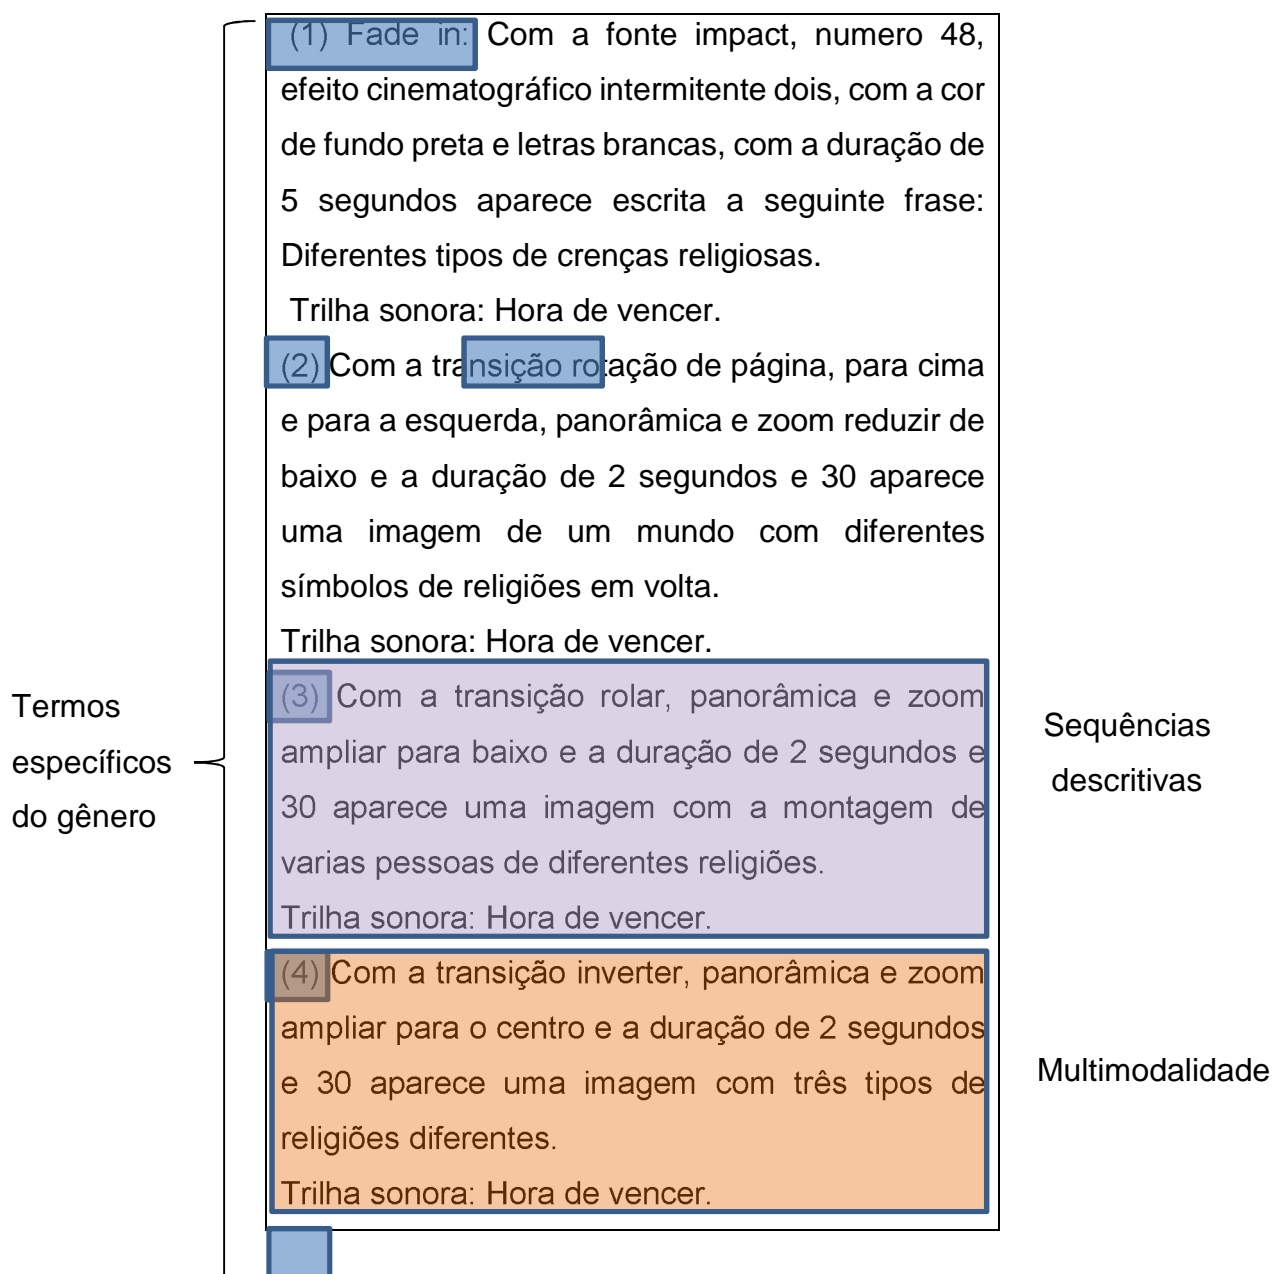 (1) Fade in: Com a fonte impact, numero 48,
efeito cinematográfico intermitente dois, com a cor
de fundo preta e letras brancas, com a duração de
5 segundos aparece escrita a seguinte frase:
Diferentes tipos de crenças religiosas.
Trilha sonora: Hora de vencer.
(2) Com a transição rotação de página, para cima
e para a esquerda, panorâmica e zoom reduzir de
baixo e a duração de 2 segundos e 30 aparece
uma imagem de um mundo com diferentes
símbolos de religiões em volta.
Trilha sonora: Hora de vencer.
(3) Com a transição rolar, panorâmica e zoom
ampliar para baixo e a duração de 2 segundos e
30 aparece uma imagem com a montagem de
varias pessoas de diferentes religiões.
Trilha sonora: Hora de vencer.
(4) Com a transição inverter, panorâmica e zoom
ampliar para o centro e a duração de 2 segundos
e 30 aparece uma imagem com três tipos de
religiões diferentes.
Trilha sonora: Hora de vencer.
Termos
específicos
do gênero
Sequências
descritivas
Multimodalidade